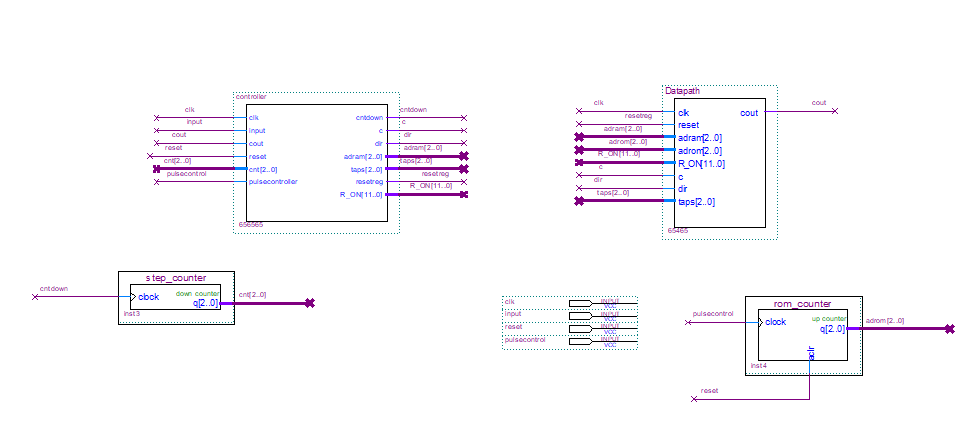 controller
clk
input
cout
reset
cnt[2..0]
pulsecontrol
clk
input
cout
reset
cnt[2..0]
pulsecontroller
cntdown
c
dir
adram[2..0]
taps[2..0]
resetreg
R_ON[11..0]
cntdown
c
dir
adram[2..0]
taps[2..0]
resetreg
R_ON[11..0]
656565
Datapath
clk
resetreg
adram[2..0]
adrom[2..0]
R_ON[11..0]
c
dir
taps[2..0]
clk
reset
adram[2..0]
adrom[2..0]
R_ON[11..0]
c
dir
taps[2..0]
cout
cout
65465
step_counter
cntdown
clock
down counter
q[2..0]
cnt[2..0]
inst3
clk
INPUT
VCC
input
INPUT
VCC
reset
INPUT
VCC
pulsecontrol
INPUT
VCC
rom_counter
pulsecontrol
clock
up counter
q[2..0]
adrom[2..0]
aclr
inst4
reset